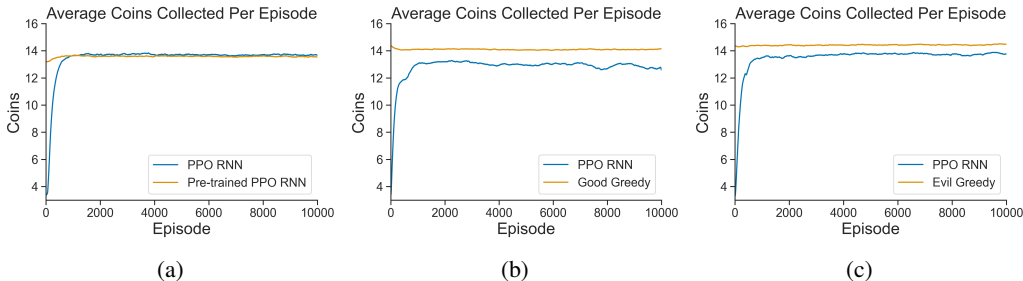 Average Coins Collected Per Episode
16
14
12
10
8
6
4
Coins
PPO RNN
Pre-trained PPO RNN
0 2000 4000 6000 8000 10000
Episode
(a)
Average Coins Collected Per Episode
16
14
12
10
8
6
4
Coins
PPO RNN
Good Greedy
0 2000 4000 6000 8000 10000
Episode
(b)
Average Coins Collected Per Episode
16
14
12
10
8
6
4
Coins
PPO RNN
Evil Greedy
0 2000 4000 6000 8000 10000
Episode
(c)